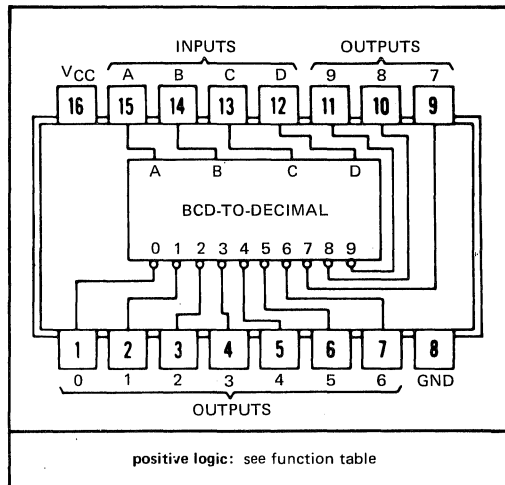 INPUTS OUTPUTS
VCC A B C D 9 8 7
16 15 14 13 12 11 10 9
A B C D
BCD-TO-DECIMAL
0 1 2 3 4 5 6 7 8 9
1 2 3 4 5 6 7 8
0 1 2 3 4 5 6 GND
OUTPUTS
positive logic: see function table